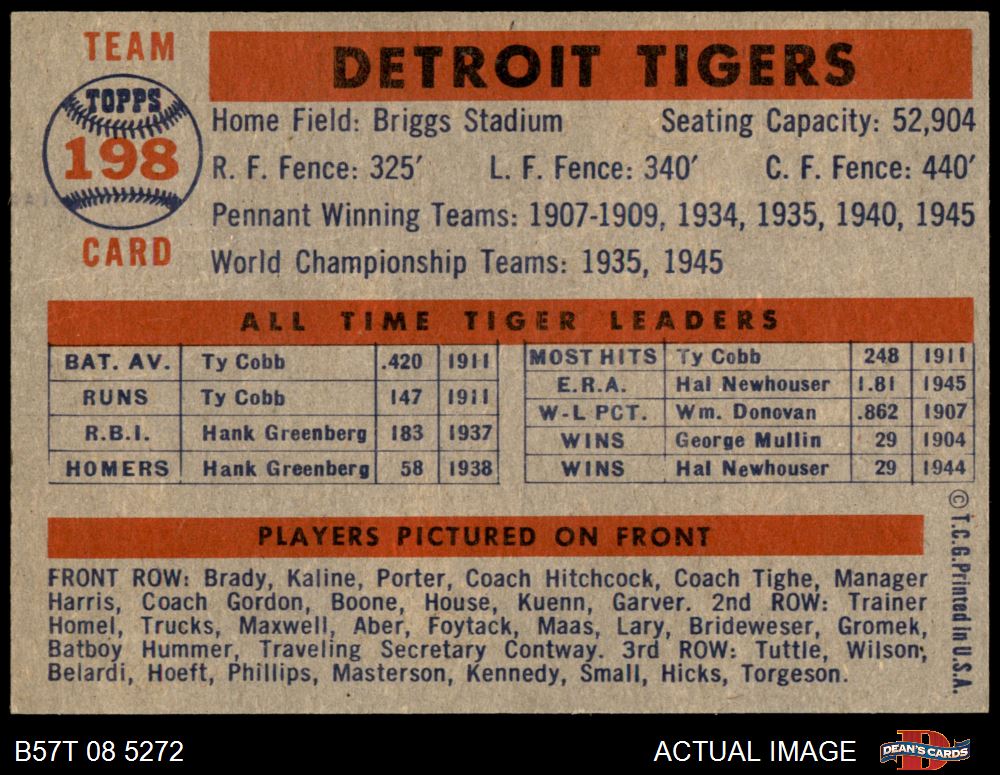 TEAM
TOPPS
198
CARD
DETROIT TIGERS
Home Field: Briggs Stadium Seating Capacity: 52,904
R. F. Fence: 325′ L. F. Fence: 340′ C. F. Fence: 440′
Pennant Winning Teams: 1907-1909, 1934, 1935, 1940, 1945
World Championship Teams: 1935, 1945
ALL TIME TIGER LEADERS
BAT. AV. Ty Cobb .420 1911
RUNS Ty Cobb 147 1911
R.B.I. Hank Greenberg 183 1937
HOMERS Hank Greenberg 58 1938
MOST HITS Ty Cobb 248 1911
E.R.A. Hal Newhouser 1.81 1945
W-L PCT. Wm. Donovan .862 1907
WINS George Mullin 29 1904
WINS Hal Newhouser 29 1944
PLAYERS PICTURED ON FRONT
FRONT ROW: Brady, Kaline, Porter, Coach Hitchcock, Coach Tighe, Manager
Harris, Coach Gordon, Boone, House, Kuenn, Garver. 2nd ROW: Trainer
Homel, Trucks, Maxwell, Aber, Foytack, Maas, Lary, Brideweser, Gromek,
Batboy Hummer, Traveling Secretary Contway. 3rd ROW: Tuttle, Wilson,
Belardi, Hoeft, Phillips, Masterson, Kennedy, Small, Hicks, Torgeson.
© T.C.G. Printed in U.S.A.
B57T 08 5272
ACTUAL IMAGE
D
DEAN'S CARDS